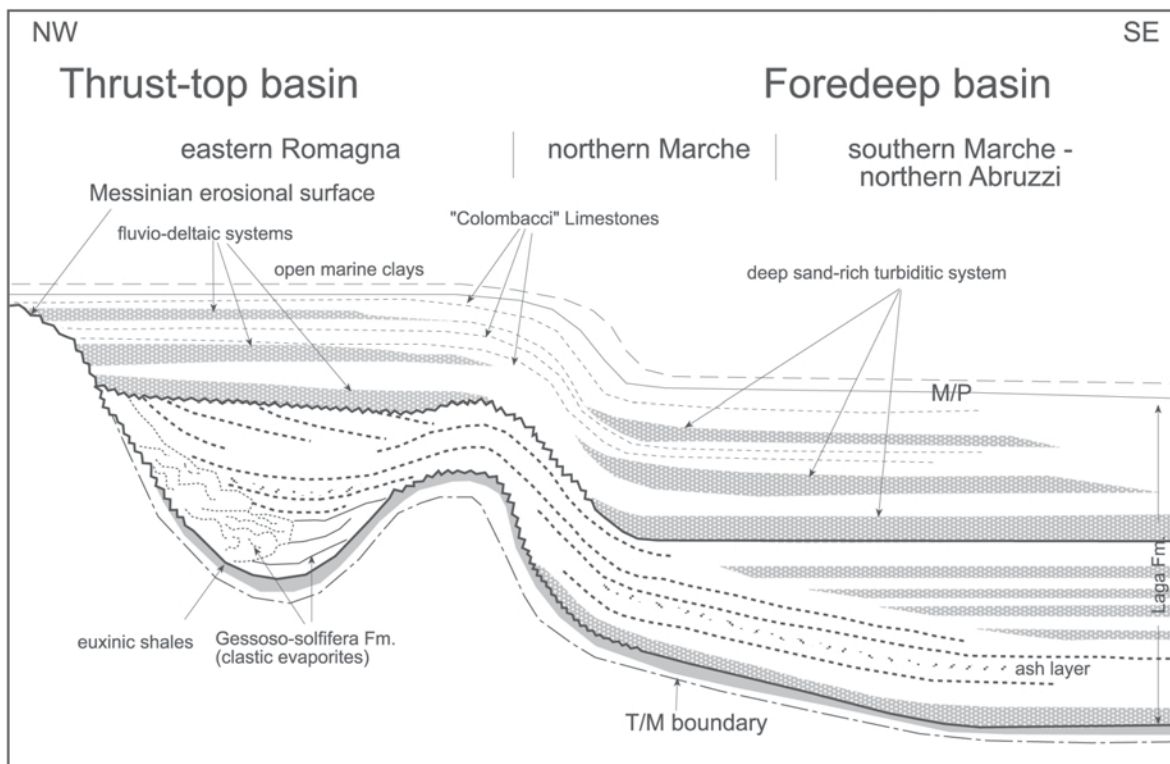 NW
SE
Thrust-top basin
Foredeep basin
eastern Romagna
northern Marche
southern Marche -
northern Abruzzi
Messinian erosional surface
"Colombacci" Limestones
fluvio-deltaic systems
open marine clays
deep sand-rich turbiditic system
M/P
Laga Fm.
euxinic shales
Gessoso-solfifera Fm.
(clastic evaporites)
ash layer
T/M boundary